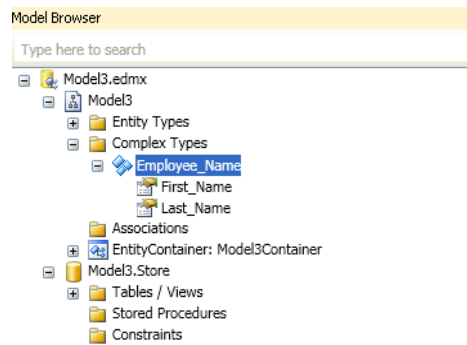 Model Browser
Type here to search
Model3.edmx
Model3
Entity Types
Complex Types
Employee_Name
First_Name
Last_Name
Associations
EntityContainer: Model3Container
Model3.Store
Tables / Views
Stored Procedures
Constraints